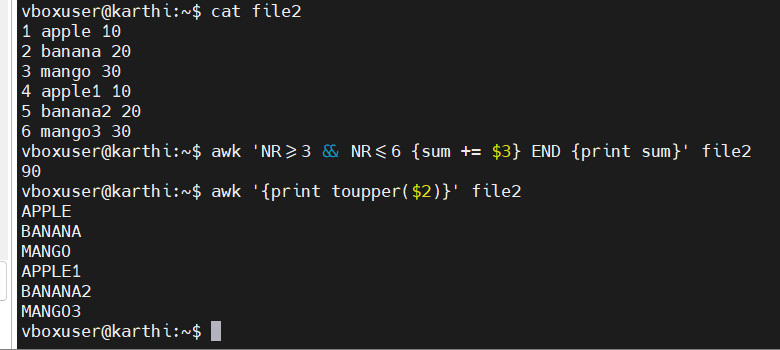 vboxuser@karthi:~$ cat file2
1 apple 10
2 banana 20
3 mango 30
4 apple1 10
5 banana2 20
6 mango3 30
vboxuser@karthi:~$ awk 'NR>=3 && NR<=6 {sum += $3} END {print sum}' file2
90
vboxuser@karthi:~$ awk '{print toupper($2)}' file2
APPLE
BANANA
MANGO
APPLE1
BANANA2
MANGO3
vboxuser@karthi:~$